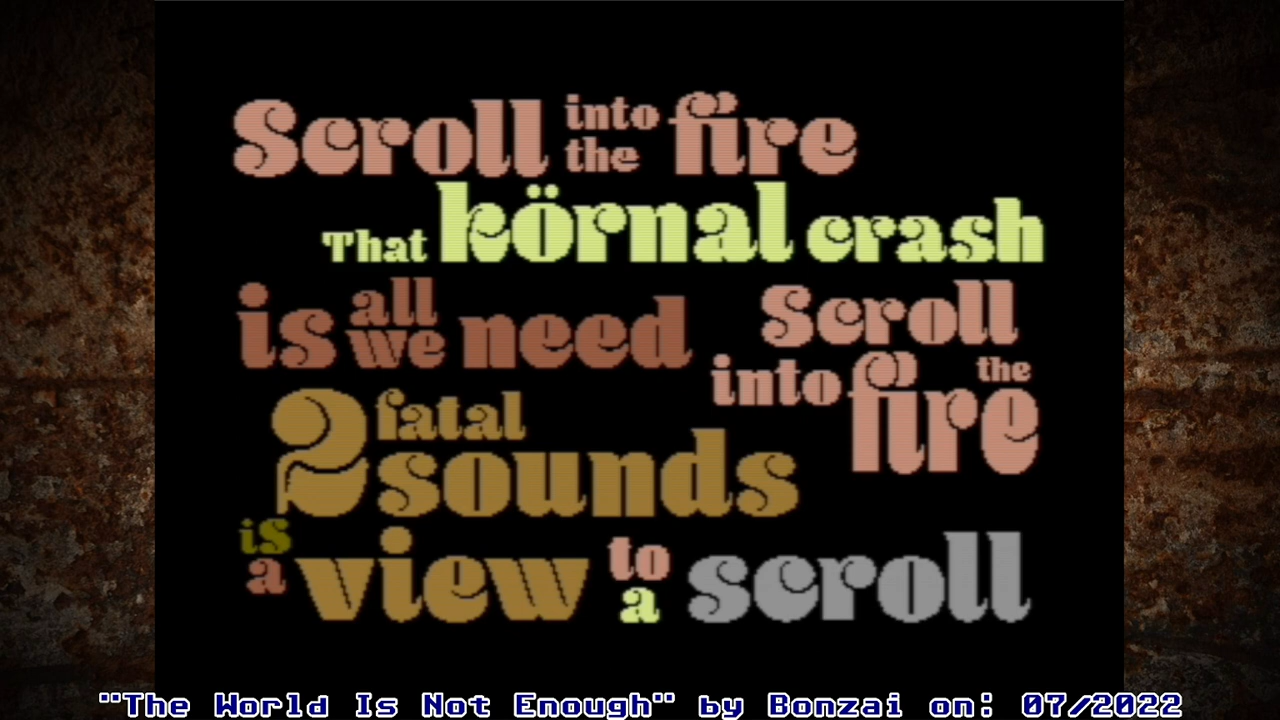 Scroll into the fire
That körnal crash
is all we need
Scroll into the fire
2 fatal sounds
is a view to a scroll
"The World Is Not Enough" by Bonzai on: 07/2022